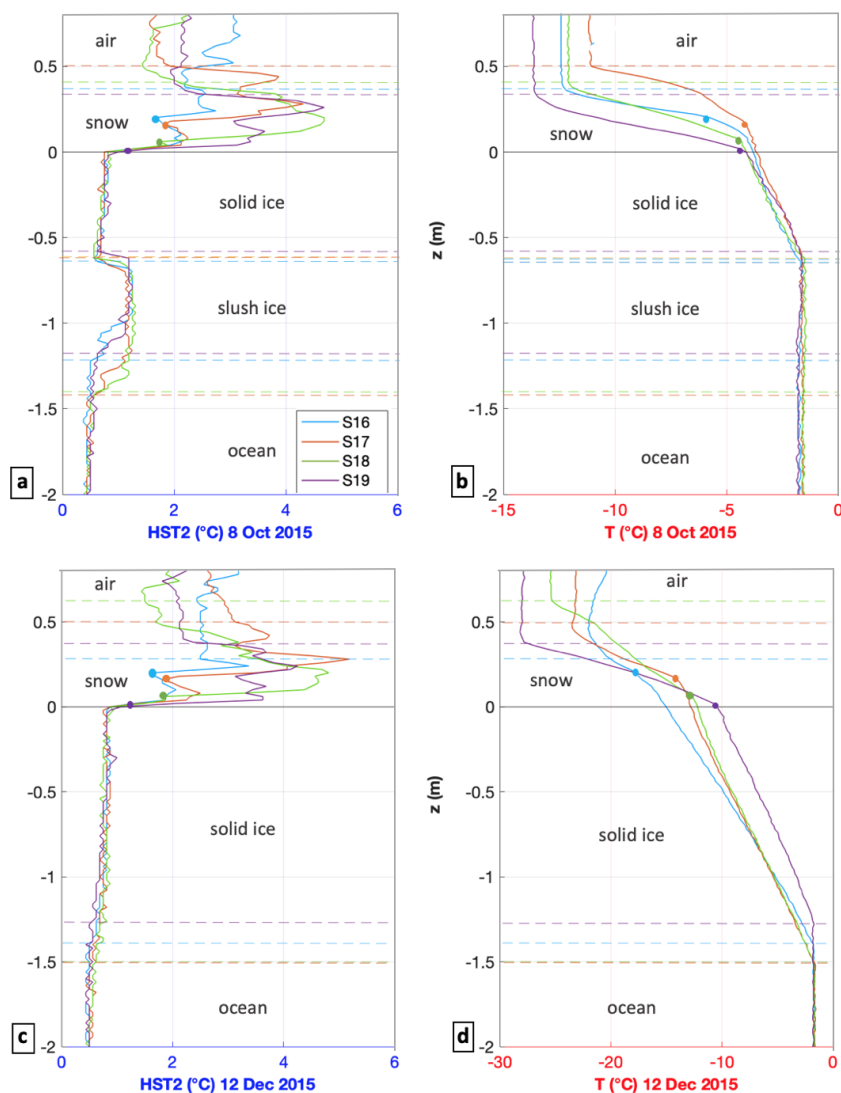 air
snow
solid ice
slush ice
ocean
0.5
0
-0.5
-1
-1.5
-2
0
2
4
6
HST2 (°C) 8 Oct 2015
S16
S17
S18
S19
a
air
snow
solid ice
slush ice
ocean
z (m)
0.5
0
-0.5
-1
-1.5
-2
-15
-10
-5
0
T (°C) 8 Oct 2015
b
air
snow
solid ice
ocean
0.5
0
-0.5
-1
-1.5
-2
0
2
4
6
HST2 (°C) 12 Dec 2015
c
air
snow
solid ice
ocean
z (m)
0.5
0
-0.5
-1
-1.5
-2
-30
-20
-10
0
T (°C) 12 Dec 2015
d